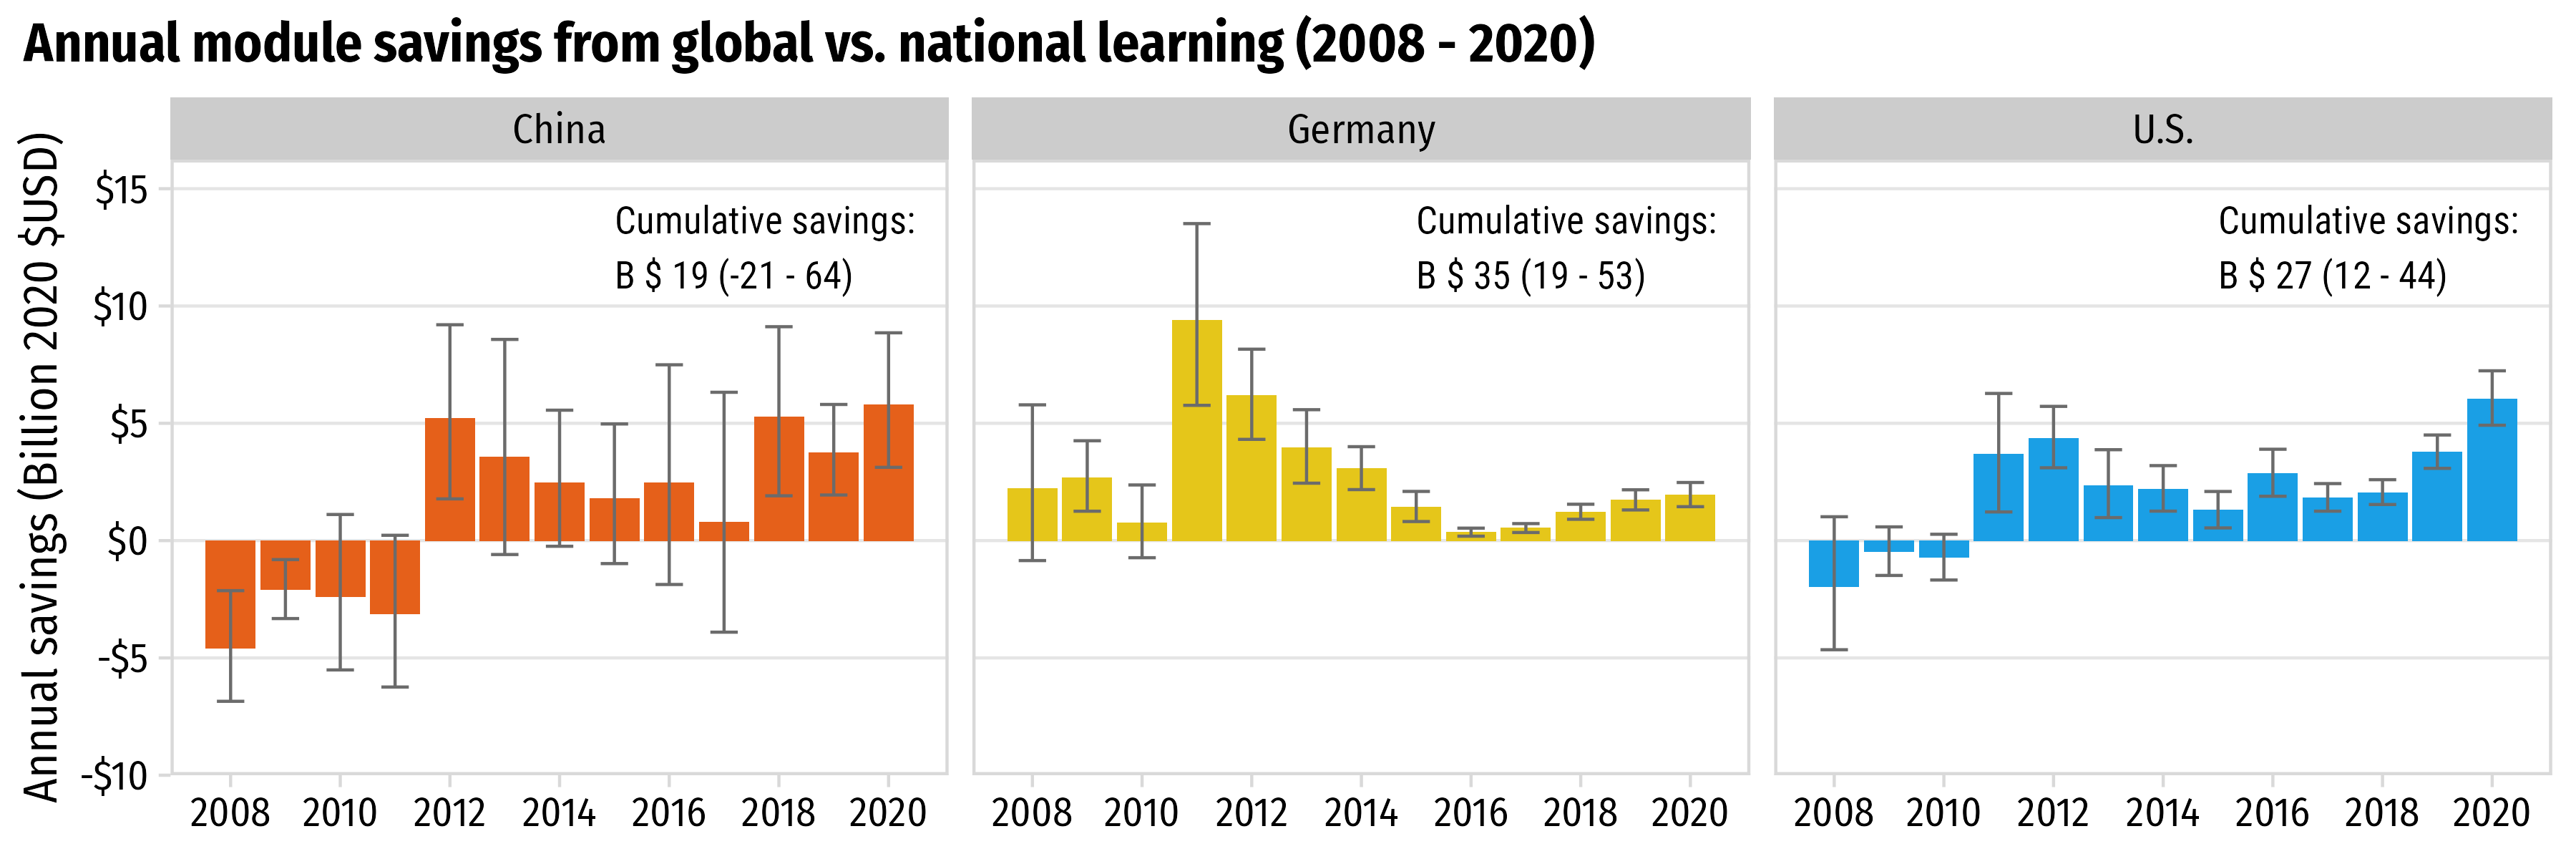 Annual module savings from global vs. national learning (2008 - 2020)
Annual savings (Billion 2020 $USD)
China
Germany
U.S.
$15
$10
$5
$0
-$5
-$10
Cumulative savings:
B $ 19 (-21 - 64)
Cumulative savings:
B $ 35 (19 - 53)
Cumulative savings:
B $ 27 (12 - 44)
2008 2010 2012 2014 2016 2018 2020
2008 2010 2012 2014 2016 2018 2020
2008 2010 2012 2014 2016 2018 2020